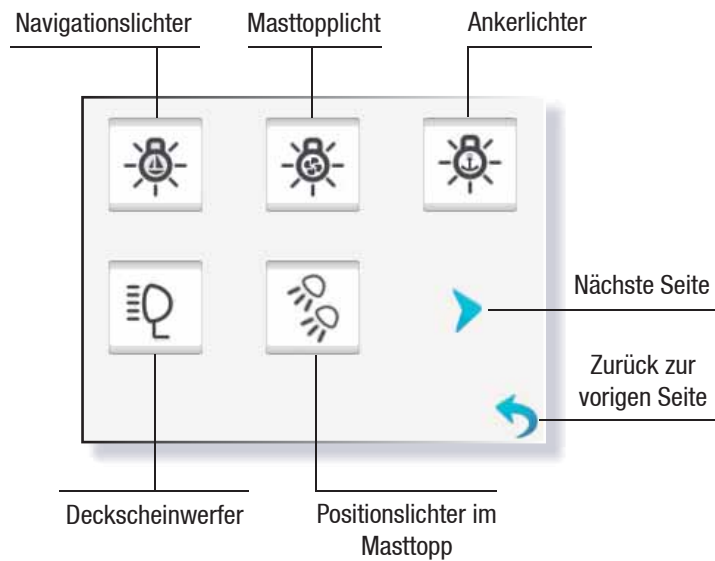 Navigationslichter
Masttopplicht
Ankerlichter
Nächste Seite
Zurück zur
vorigen Seite
Deckscheinwerfer
Positionslichter im
Masttopp